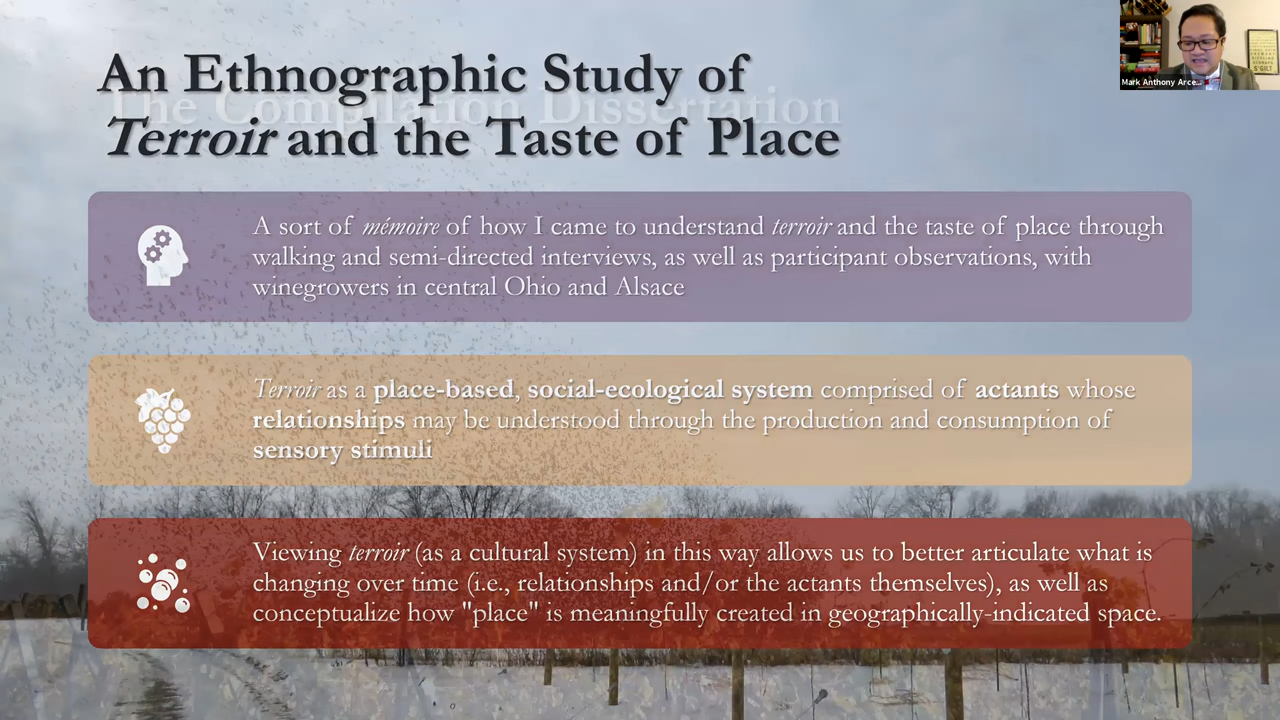 An Ethnographic Study of
The Compilation Dissertation
Terroir and the Taste of Place
Mark Anthony Arce...
A sort of mémoire of how I came to understand terroir and the taste of place through
walking and semi-directed interviews, as well as participant observations, with
winegrowers in central Ohio and Alsace
Terroir as a place-based, social-ecological system comprised of actants whose
relationships may be understood through the production and consumption of
sensory stimuli
Viewing terroir (as a cultural system) in this way allows us to better articulate what is
changing over time (i.e., relationships and/or the actants themselves), as well as
conceptualize how "place" is meaningfully created in geographically-indicated space.